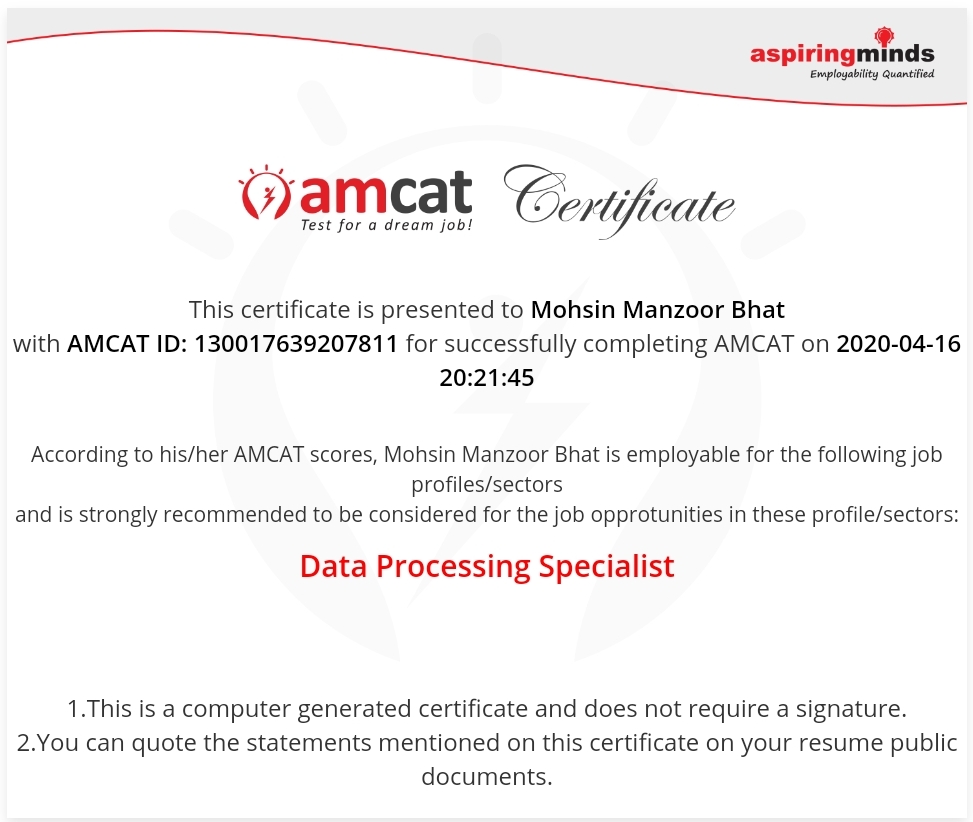 aspiringminds
Employability Quantified
amcat Certificate
Test for a dream job!
This certificate is presented to Mohsin Manzoor Bhat
with AMCAT ID: 130017639207811 for successfully completing AMCAT on 2020-04-16
20:21:45
According to his/her AMCAT scores, Mohsin Manzoor Bhat is employable for the following job
profiles/sectors
and is strongly recommended to be considered for the job opprotunities in these profile/sectors:
Data Processing Specialist
1.This is a computer generated certificate and does not require a signature.
2.You can quote the statements mentioned on this certificate on your resume public
documents.